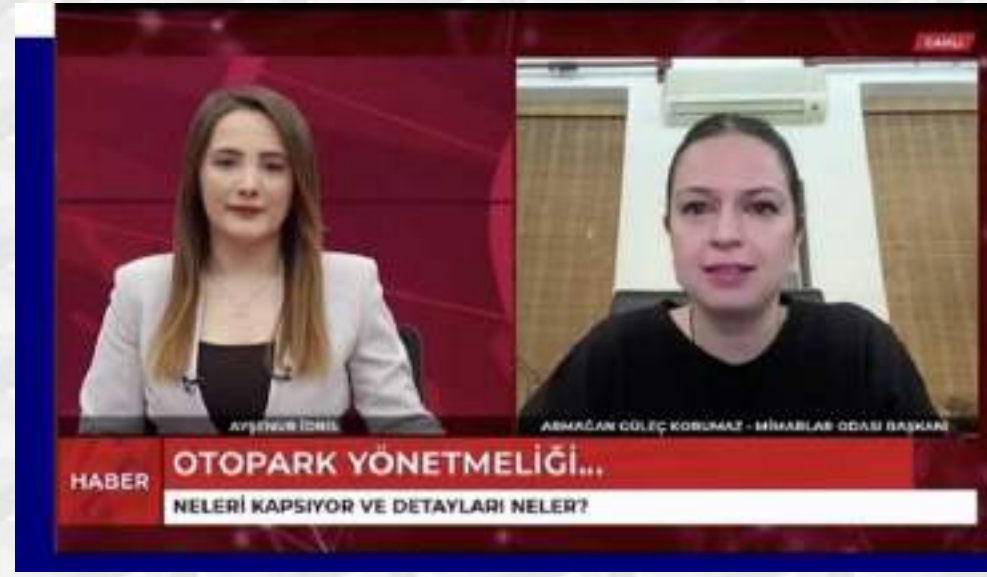 CANLI
AYŞENUR İDRİS
ARMAĞAN GÜLEÇ KORUMAZ - MİMARLAR ODASI BAŞKANI
HABER
OTOPARK YÖNETMELİĞİ...
NELERİ KAPSIYOR VE DETAYLARI NELER?